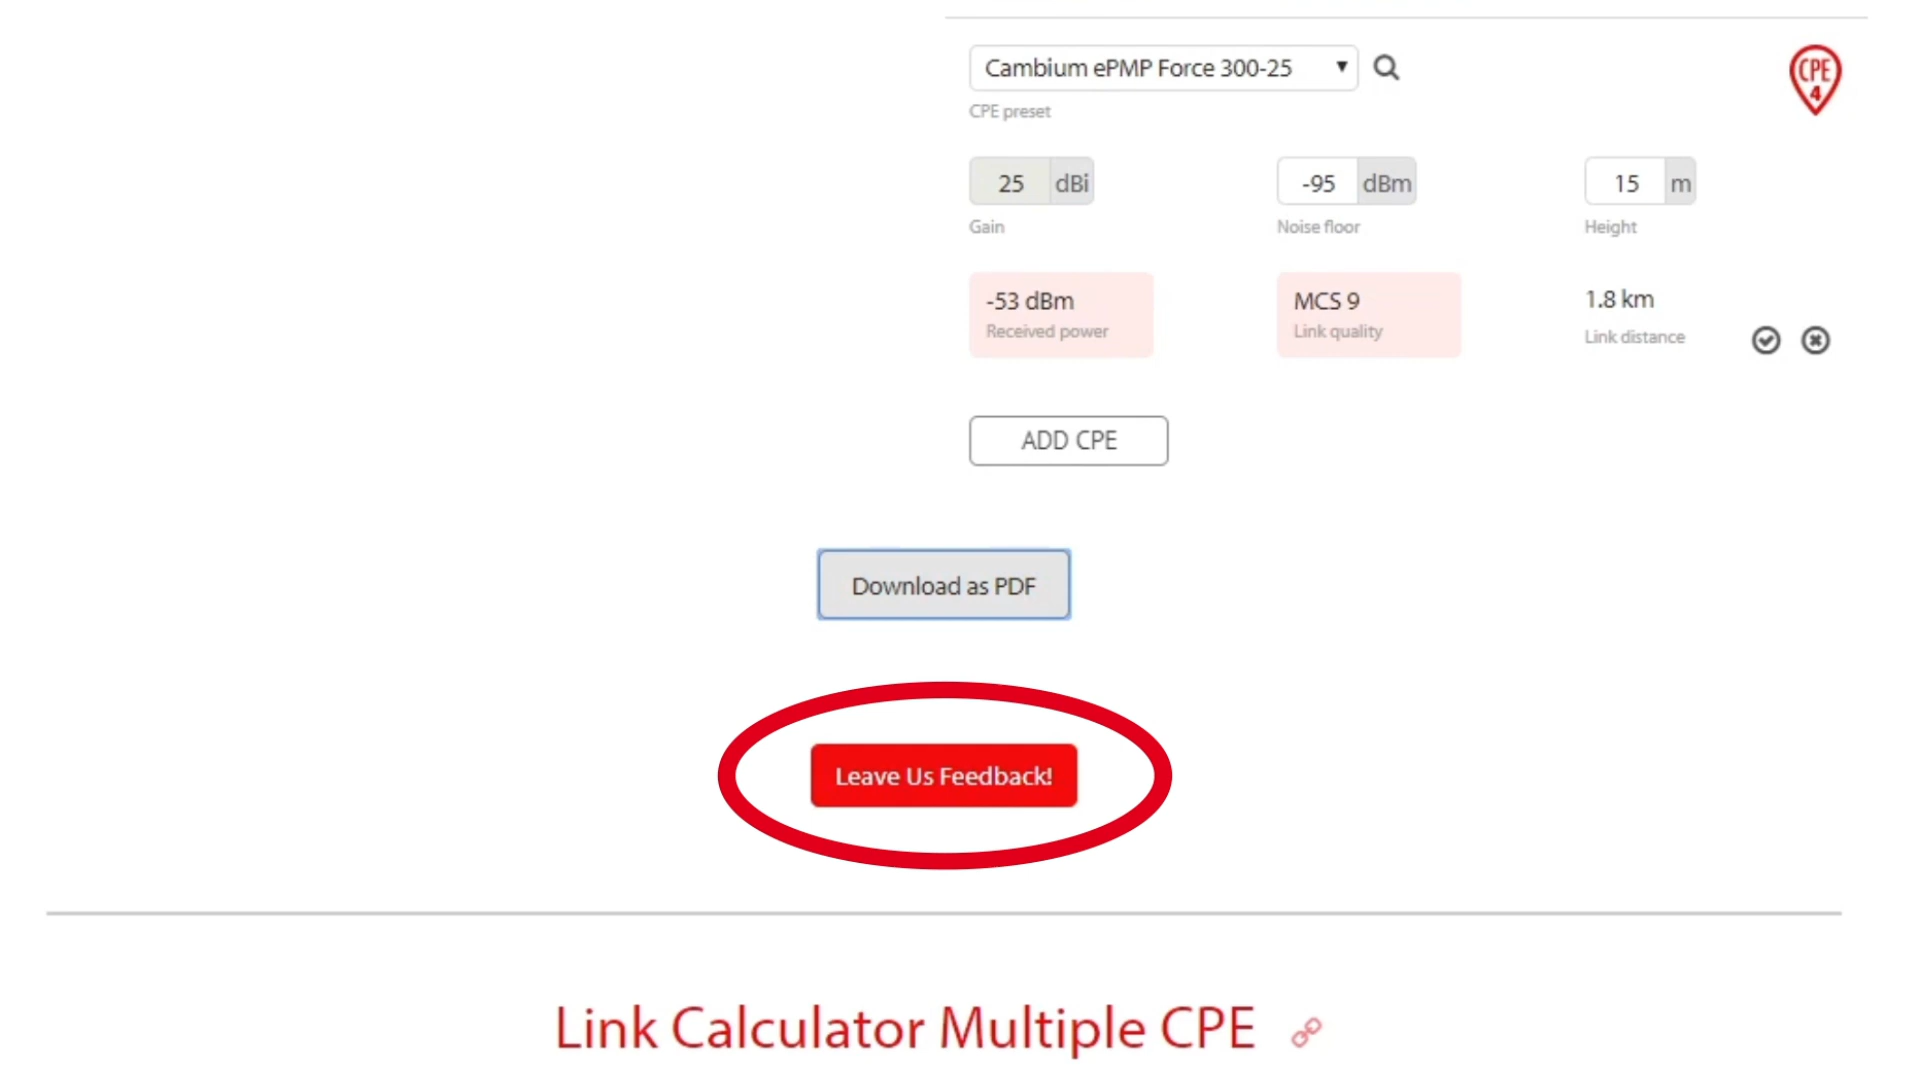 Cambium ePMP Force 300-25
CPE preset
CPE
4
25 dBi
Gain
-95 dBm
Noise floor
15 m
Height
-53 dBm
Received power
MCS 9
Link quality
1.8 km
Link distance
ADD CPE
Download as PDF
Leave Us Feedback!
Link Calculator Multiple CPE